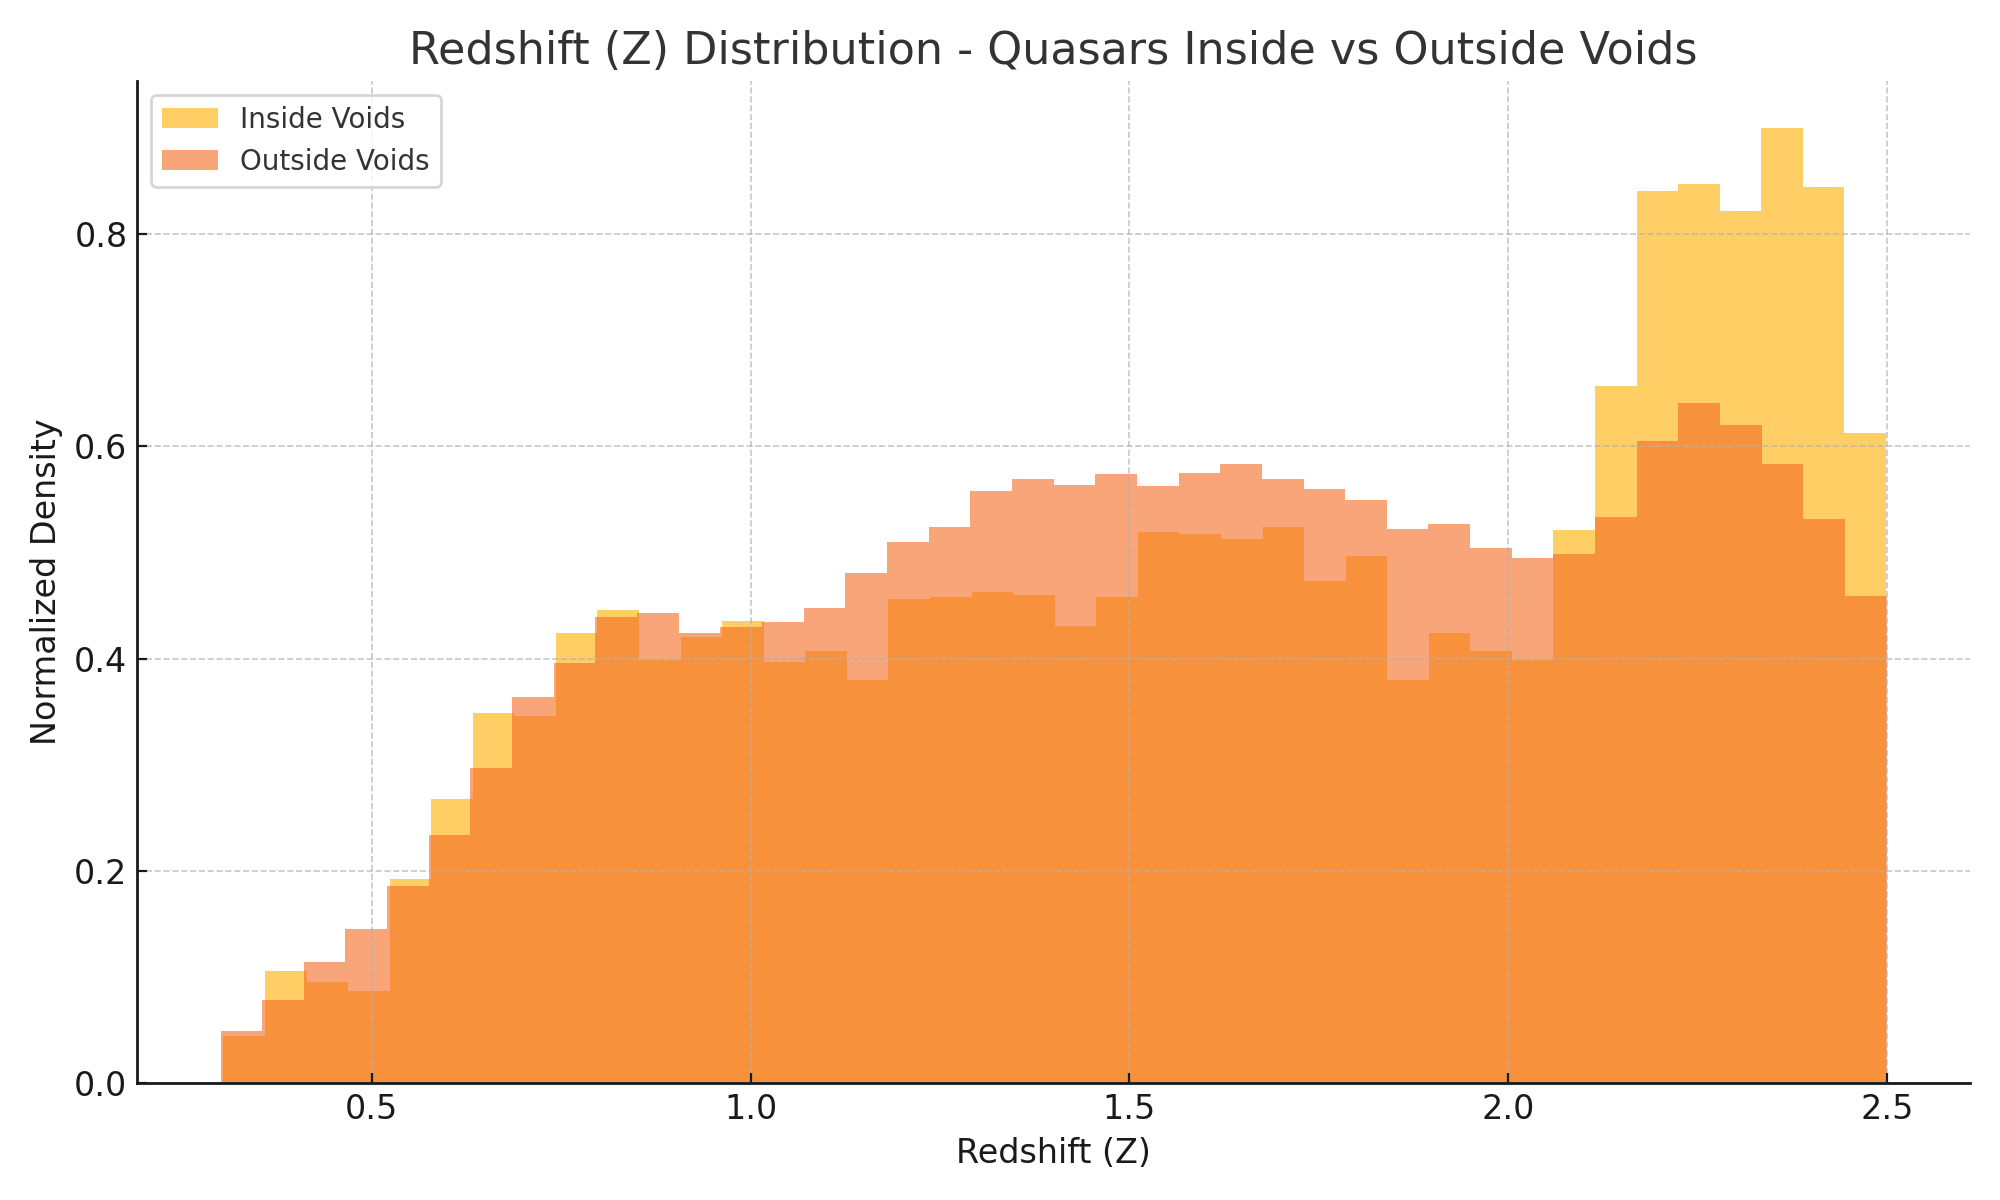 Redshift (Z) Distribution - Quasars Inside vs Outside Voids
Inside Voids
Outside Voids
Normalized Density
0.8
0.6
0.4
0.2
0.0
0.5 1.0 1.5 2.0 2.5
Redshift (Z)